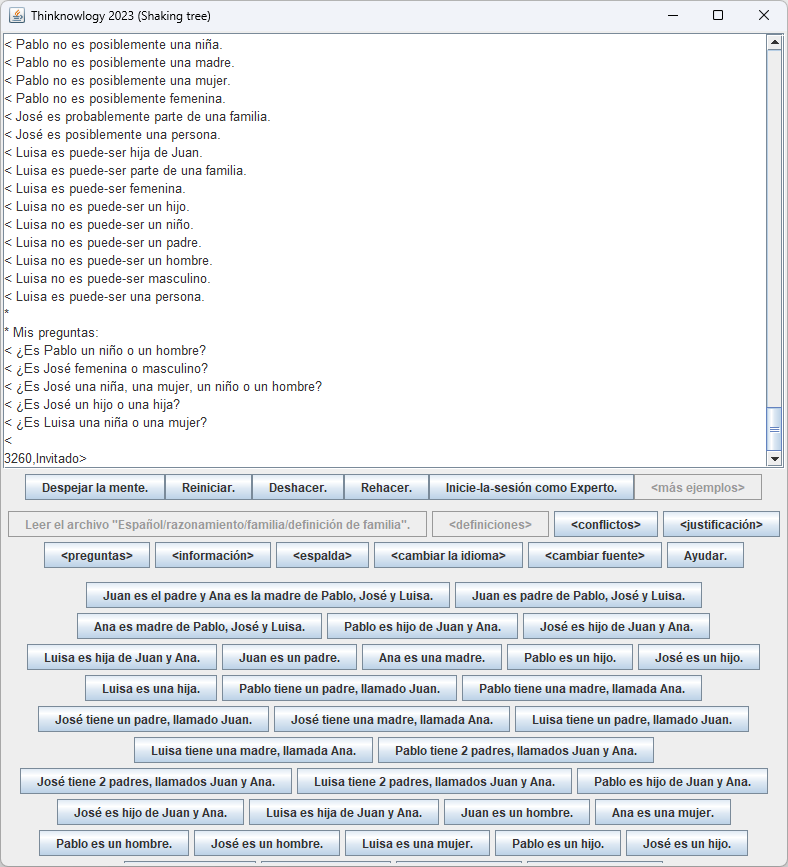 Thinknowlogy 2023 (Shaking tree)
< Pablo no es posiblemente una niña.
< Pablo no es posiblemente una madre.
< Pablo no es posiblemente una mujer.
< Pablo no es posiblemente femenina.
< José es probablemente parte de una familia.
< José es posiblemente una persona.
< Luisa es puede-ser hija de Juan.
< Luisa es puede-ser parte de una familia.
< Luisa es puede-ser femenina.
< Luisa no es puede-ser un hijo.
< Luisa no es puede-ser un niño.
< Luisa no es puede-ser un padre.
< Luisa no es puede-ser un hombre.
< Luisa no es puede-ser masculino.
< Luisa es puede-ser una persona.
*
* Mis preguntas:
< ¿Es Pablo un niño o un hombre?
< ¿Es José femenina o masculino?
< ¿Es José una niña, una mujer, un niño o un hombre?
< ¿Es José un hijo o una hija?
< ¿Es Luisa una niña o una mujer?
<
3260,Invitado>
Despejar la mente. Reiniciar. Deshacer. Rehacer. Inicie-la-sesión como Experto. <más ejemplos>
Leer el archivo "Español/razonamiento/familia/definición de familia". <definiciones> <conflictos> <justificación>
<preguntas> <información> <espalda> <cambiar la idioma> <cambiar fuente> Ayudar.
Juan es el padre y Ana es la madre de Pablo, José y Luisa. Juan es padre de Pablo, José y Luisa.
Ana es madre de Pablo, José y Luisa. Pablo es hijo de Juan y Ana. José es hijo de Juan y Ana.
Luisa es hija de Juan y Ana. Juan es un padre. Ana es una madre. Pablo es un hijo. José es un hijo.
Luisa es una hija. Pablo tiene un padre, llamado Juan. Pablo tiene una madre, llamada Ana.
José tiene un padre, llamado Juan. José tiene una madre, llamada Ana. Luisa tiene un padre, llamado Juan.
Luisa tiene una madre, llamada Ana. Pablo tiene 2 padres, llamados Juan y Ana.
José tiene 2 padres, llamados Juan y Ana. Luisa tiene 2 padres, llamados Juan y Ana. Pablo es hijo de Juan y Ana.
José es hijo de Juan y Ana. Luisa es hija de Juan y Ana. Juan es un hombre. Ana es una mujer.
Pablo es un hombre. José es un hombre. Luisa es una mujer. Pablo es un hijo. José es un hijo.